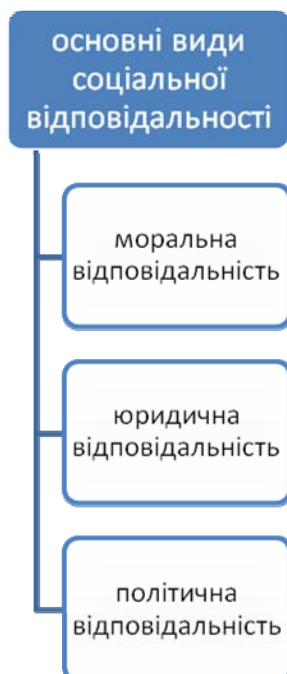 основні види
соціальної
відповідальності
моральна
відповідальність
юридична
відповідальність
політична
відповідальність